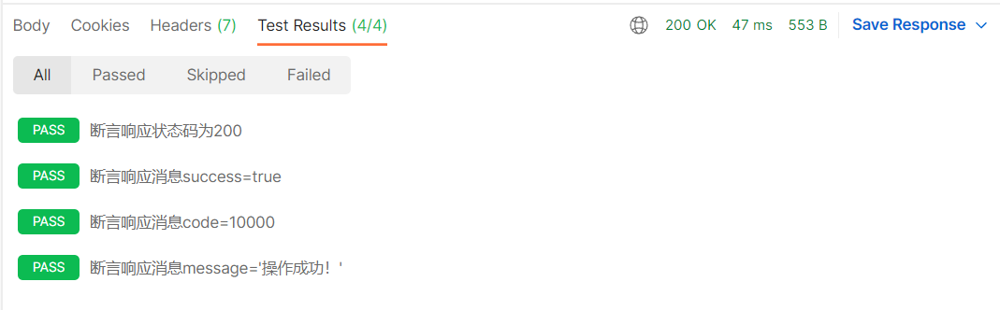 Body Cookies Headers (7) Test Results (4/4) 200 OK 47 ms 553 B Save Response
All Passed Skipped Failed
PASS 断言响应状态码为200
PASS 断言响应消息success=true
PASS 断言响应消息code=10000
PASS 断言响应消息message='操作成功！'